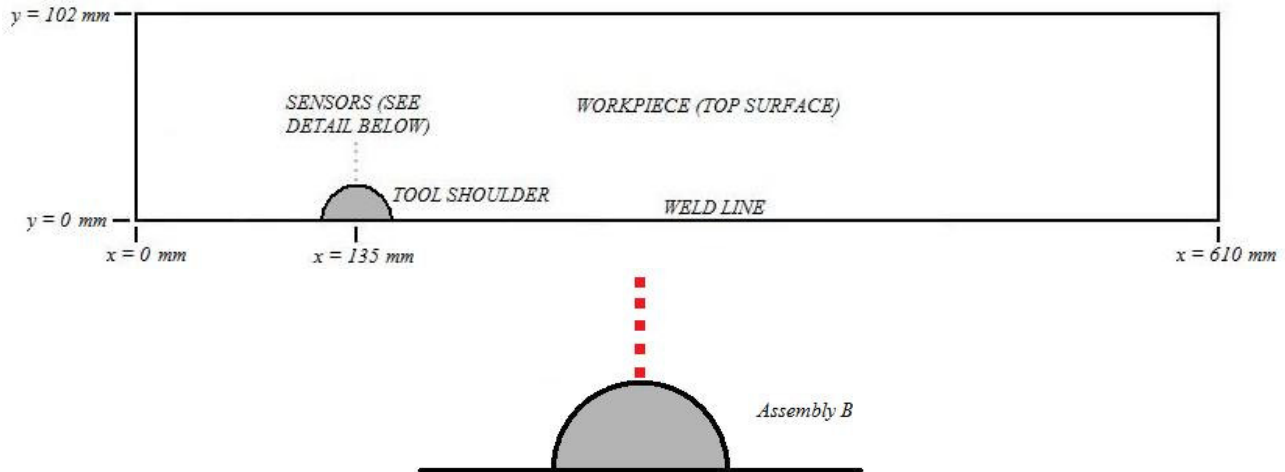 y = 102 mm
SENSORS (SEE
DETAIL BELOW)
WORKPIECE (TOP SURFACE)
TOOL SHOULDER
WELD LINE
y = 0 mm
x = 0 mm
x = 135 mm
x = 610 mm
Assembly B